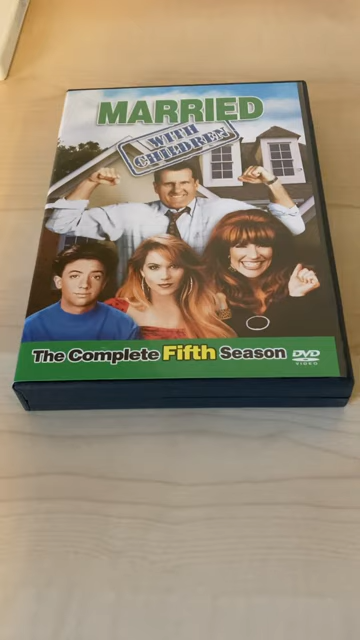 MARRIED
WITH
CHILDREN
The Complete Fifth Season DVD
VIDEO